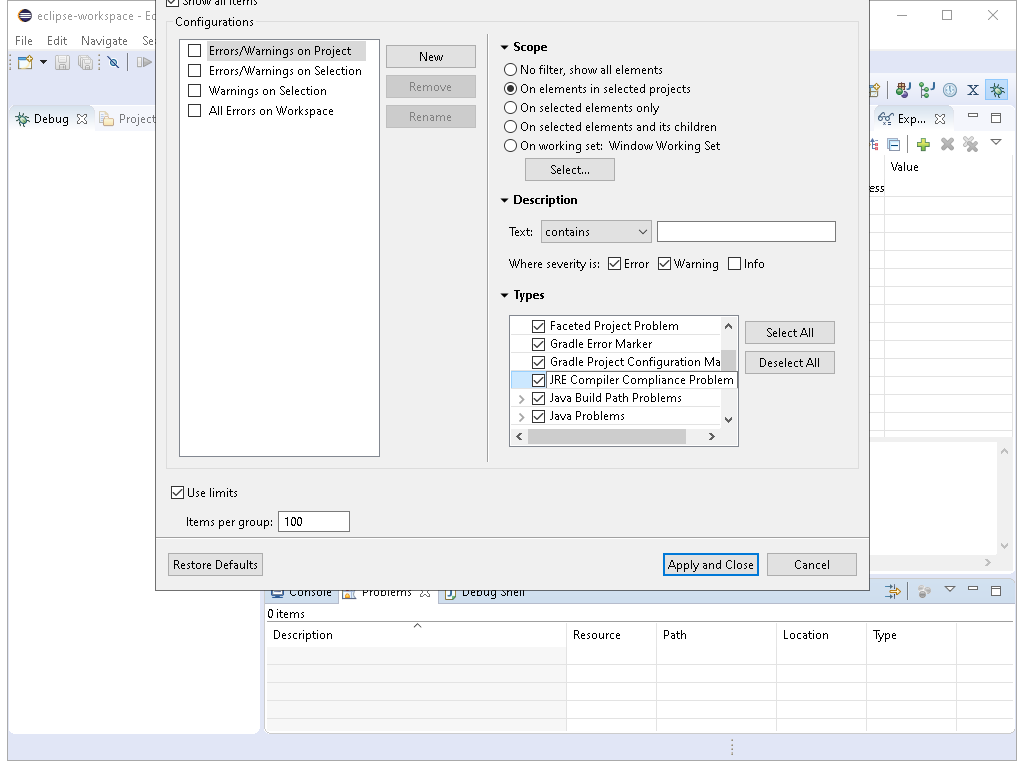 Show all items
eclipse-workspace - Ec
Configurations
File Edit Navigate Se
Errors/Warnings on Project
Errors/Warnings on Selection
Warnings on Selection
All Errors on Workspace
New
Remove
Rename
Scope
No filter, show all elements
On elements in selected projects
On selected elements only
On selected elements and its children
On working set: Window Working Set
Select...
Debug
Project
Exp...
Value
ess
Description
Text: contains
Where severity is: Error Warning Info
Types
Faceted Project Problem
Gradle Error Marker
Gradle Project Configuration Ma
JRE Compiler Compliance Problem
Java Build Path Problems
Java Problems
Select All
Deselect All
Use limits
Items per group: 100
Restore Defaults
Apply and Close
Cancel
Console Problems Debug Shell
0 items
Description Resource Path Location Type